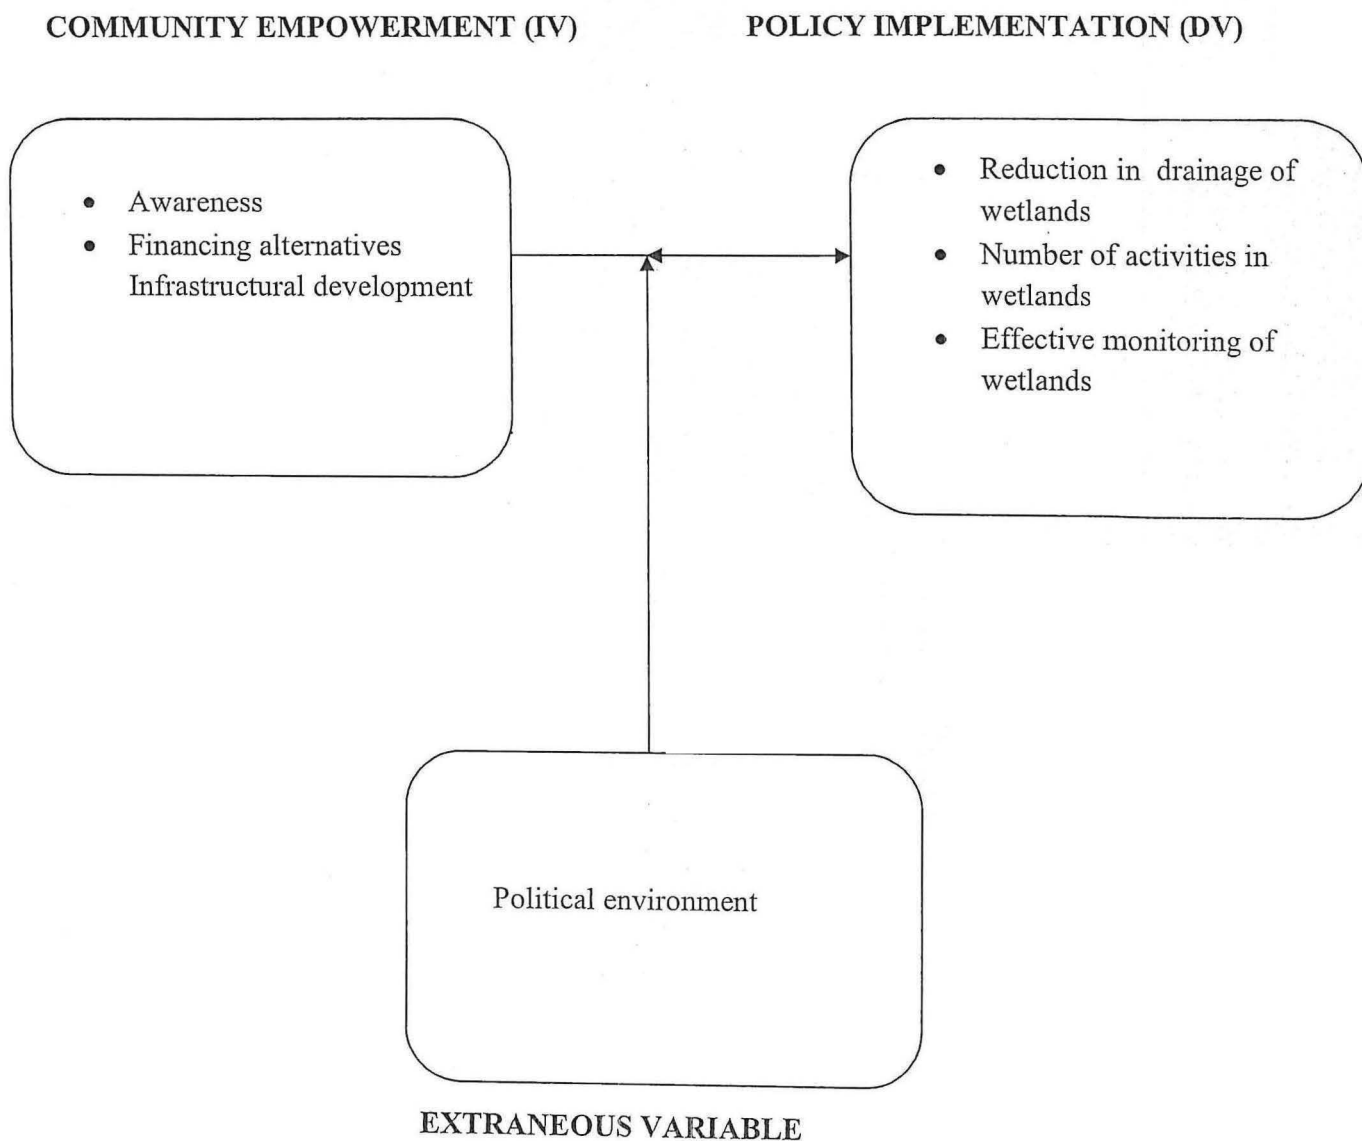 COMMUNITY EMPOWERMENT (IV)
POLICY IMPLEMENTATION (DV)
• Awareness
• Financing alternatives
Infrastructural development
• Reduction in drainage of
wetlands
• Number of activities in
wetlands
• Effective monitoring of
wetlands
Political environment
EXTRANEOUS VARIABLE